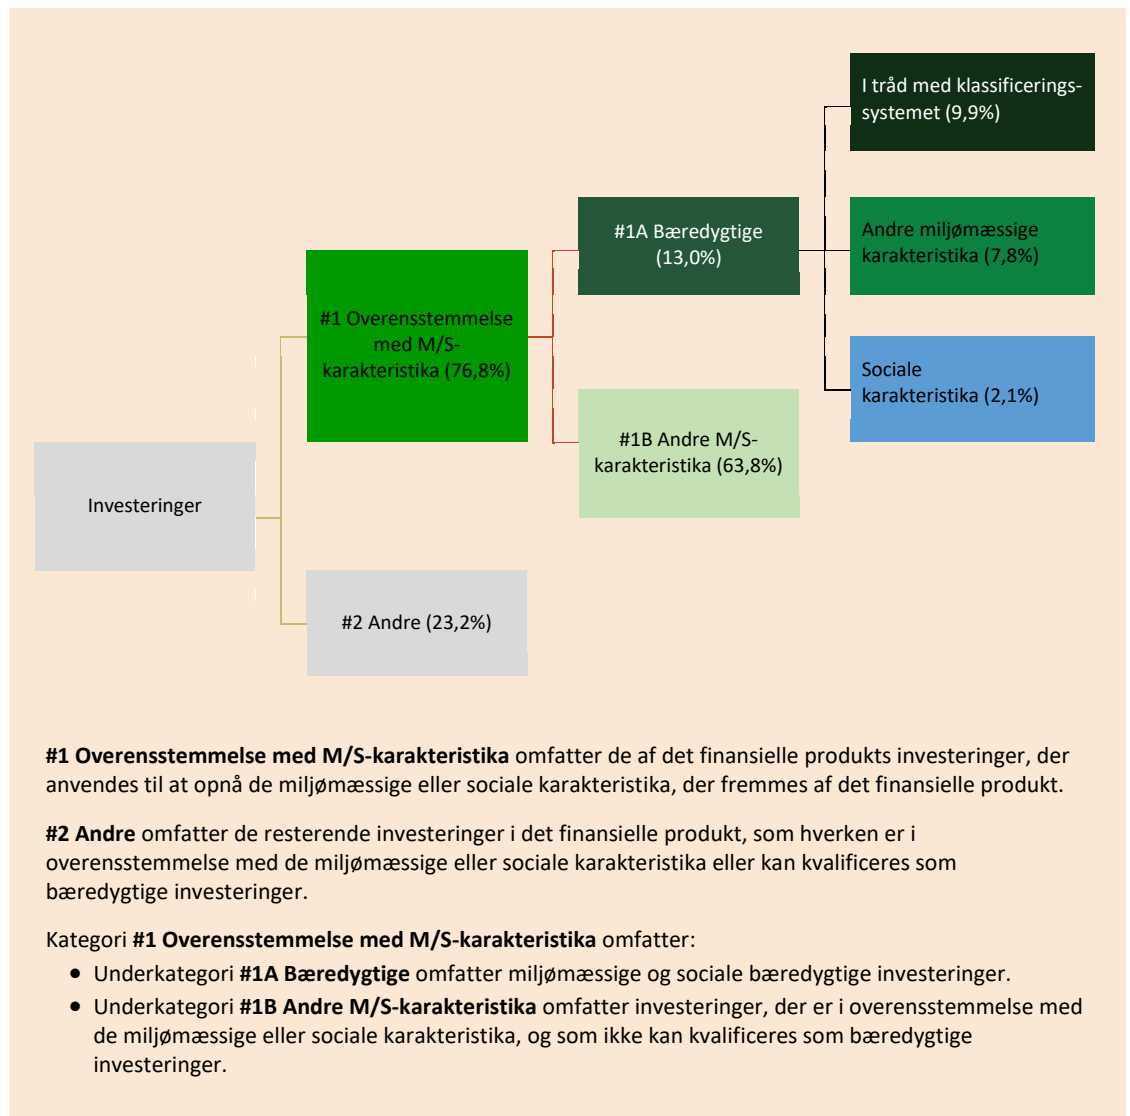 I tråd med klassificerings-
systemet (9,9%)
#1A Bæredygtige
(13,0%)
Andre miljømæssige
karakteristika (7,8%)
#1 Overensstemmelse
med M/S-
karakteristika (76,8%)
Sociale
karakteristika (2,1%)
#1B Andre M/S-
karakteristika (63,8%)
Investeringer
#2 Andre (23,2%)
#1 Overensstemmelse med M/S-karakteristika omfatter de af det finansielle produkts investeringer, der
anvendes til at opnå de miljømæssige eller sociale karakteristika, der fremmes af det finansielle produkt.
#2 Andre omfatter de resterende investeringer i det finansielle produkt, som hverken er i
overensstemmelse med de miljømæssige eller sociale karakteristika eller kan kvalificeres som
bæredygtige investeringer.
Kategori #1 Overensstemmelse med M/S-karakteristika omfatter:
• Underkategori #1A Bæredygtige omfatter miljømæssige og sociale bæredygtige investeringer.
• Underkategori #1B Andre M/S-karakteristika omfatter investeringer, der er i overensstemmelse med
de miljømæssige eller sociale karakteristika, og som ikke kan kvalificeres som bæredygtige
investeringer.